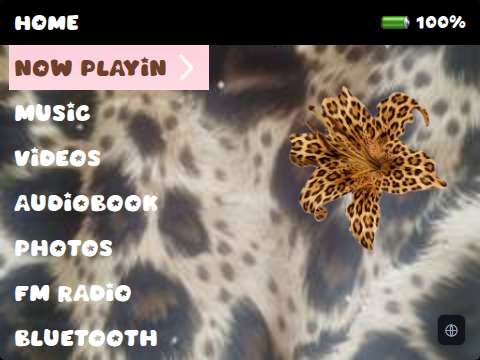 HOME
100%
NOW PLAYIN
MUSIC
VIDEOS
AUDIOBOOK
PHOTOS
FM RADIO
BLUETOOTH